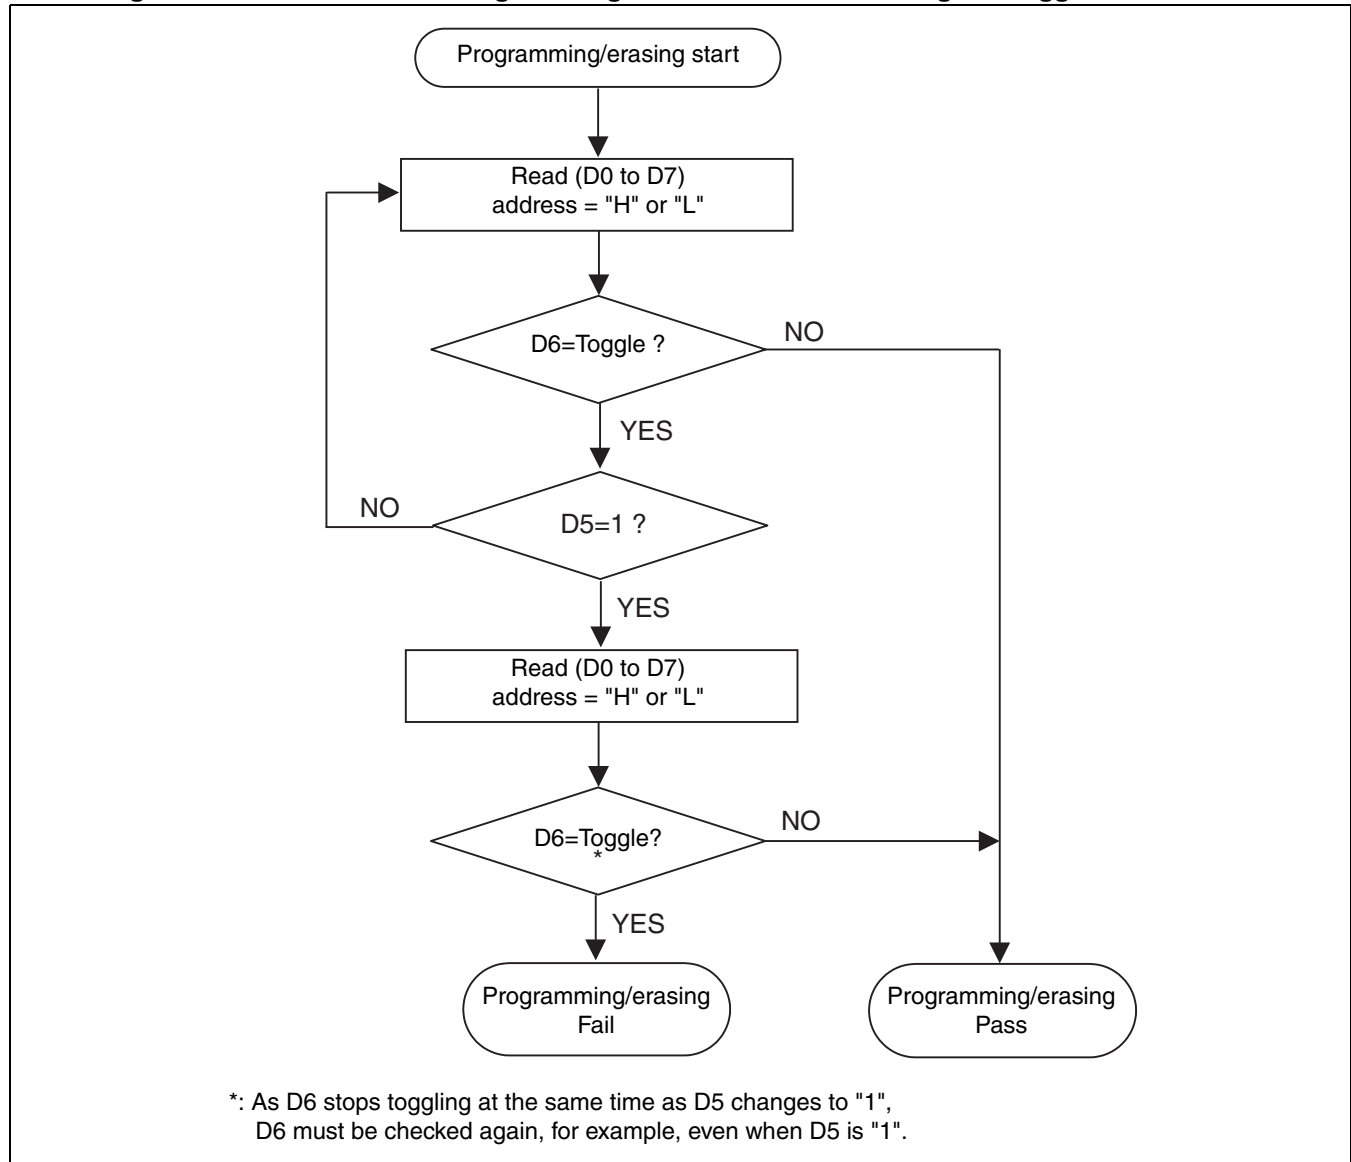 Programming/erasing start
Read (D0 to D7)
address = "H" or "L"
D6=Toggle ?
NO
YES
NO
D5=1 ?
YES
Read (D0 to D7)
address = "H" or "L"
D6=Toggle?
*
NO
YES
Programming/erasing
Fail
Programming/erasing
Pass
*: As D6 stops toggling at the same time as D5 changes to "1",
D6 must be checked again, for example, even when D5 is "1".